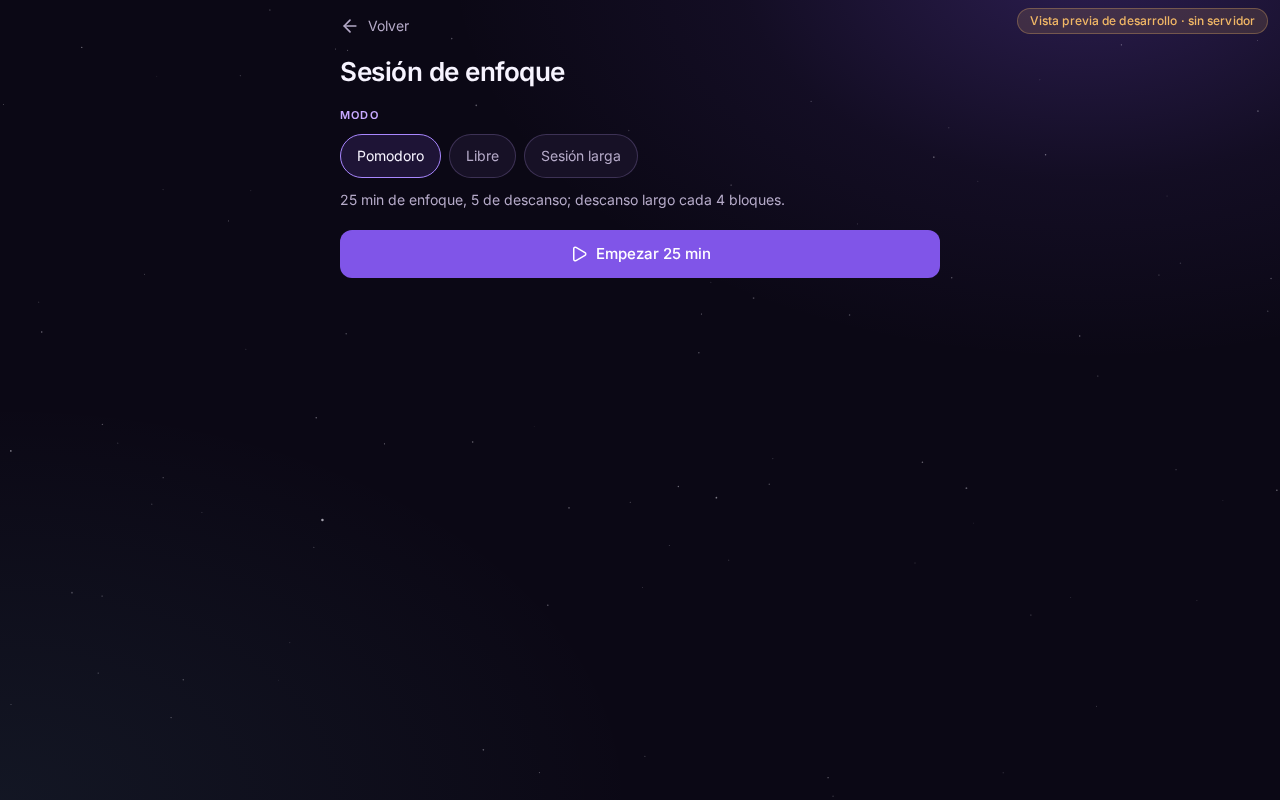 Volver
Vista previa de desarrollo · sin servidor
Sesión de enfoque
MODO
Pomodoro
Libre
Sesión larga
25 min de enfoque, 5 de descanso; descanso largo cada 4 bloques.
Empezar 25 min